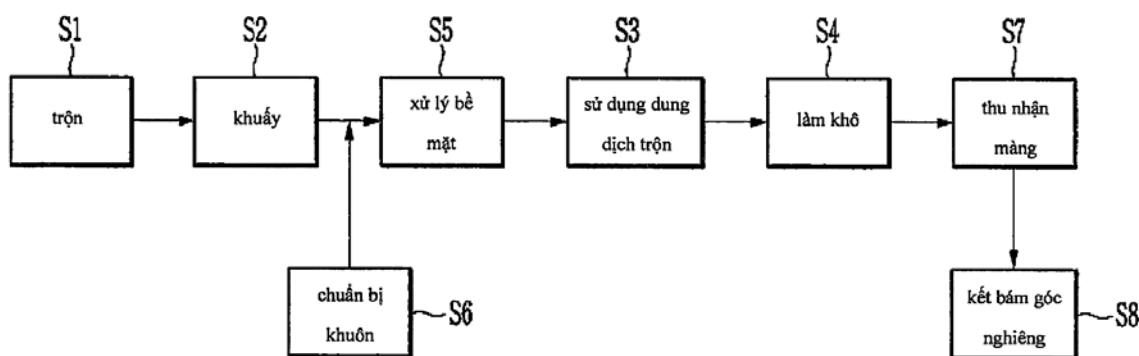 S1
S2
S5
S3
S4
S7
trộn
khuấy
xử lý bề
mặt
sử dụng dung
dịch trộn
làm khô
thu nhận
màng
chuẩn bị
khuôn
S6
kết bám góc
nghiêng
S8